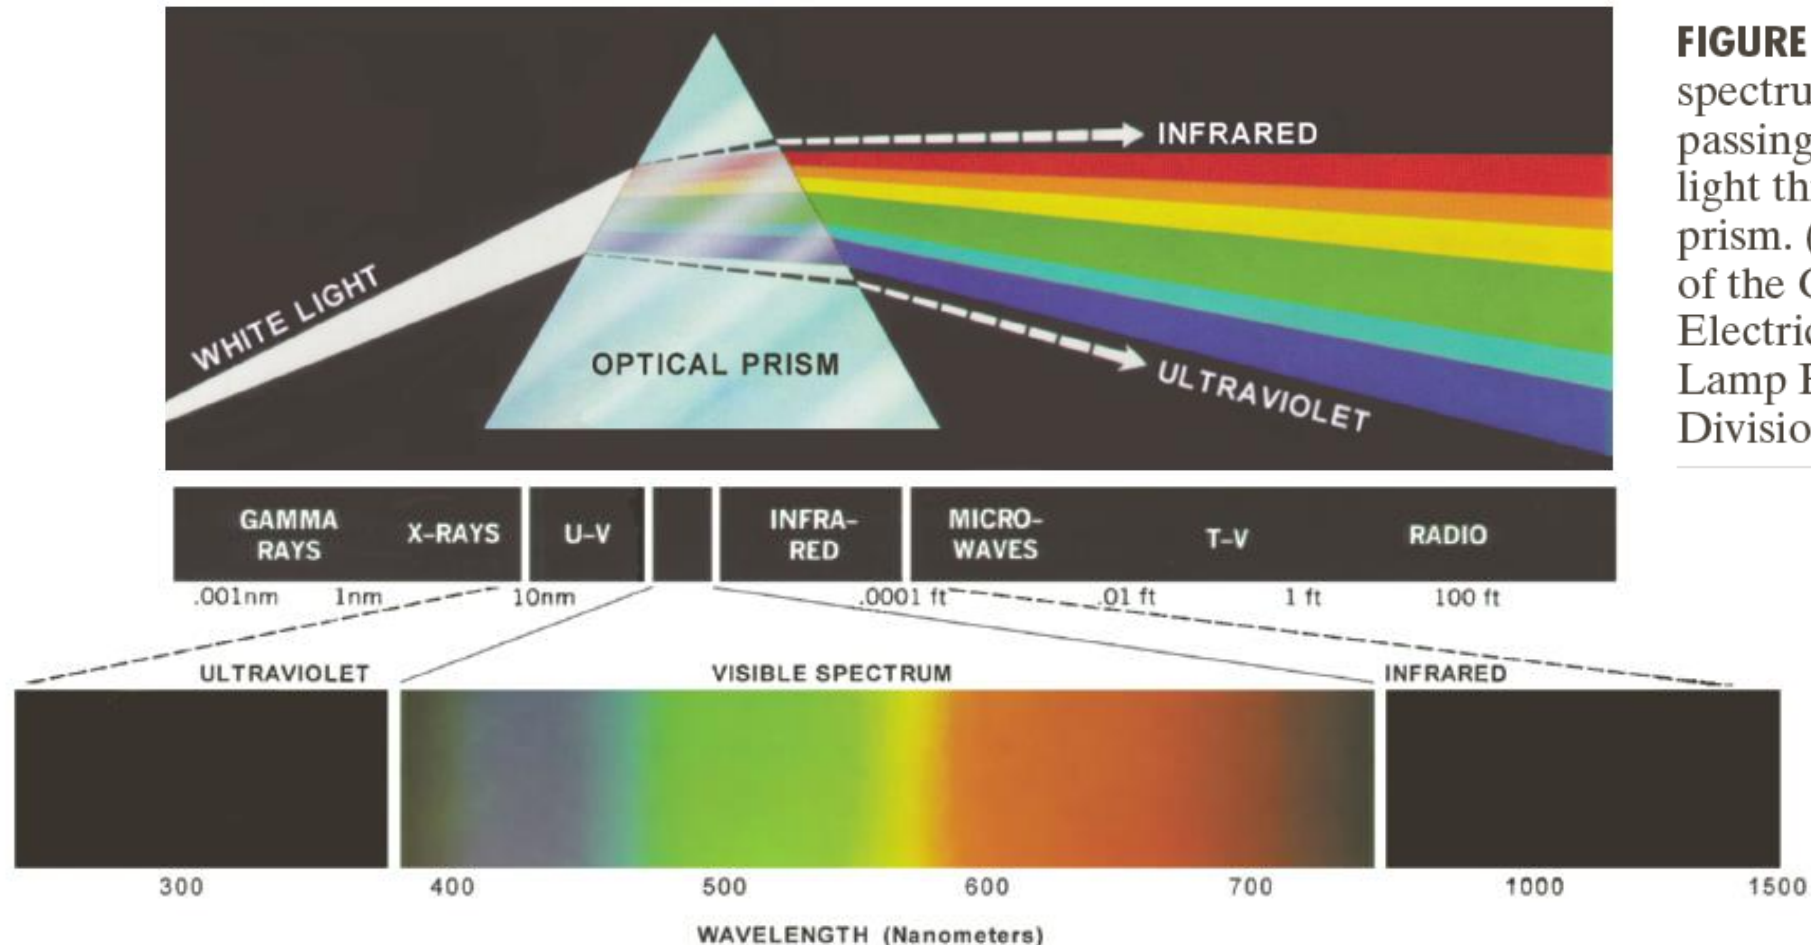 FIGURE
spectru
passing
light th
prism. (
of the
Electric
Lamp
Divisio
INFRARED
WHITE LIGHT
OPTICAL PRISM
ULTRAVIOLET
GAMMA RAYS X-RAYS U-V INFRA-RED MICRO-WAVES T-V RADIO
.001nm 1nm 10nm .0001 ft .01 ft 1 ft 100 ft
ULTRAVIOLET VISIBLE SPECTRUM INFRARED
300 400 500 600 700 1000 1500
WAVELENGTH (Nanometers)